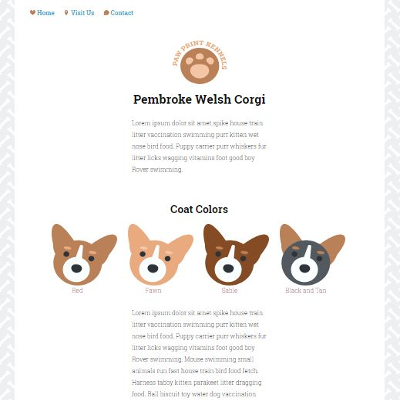 Home Visit Us Contact
PAW PRINT KENNELS
Pembroke Welsh Corgi
Lorem ipsum dolor sit amet spike house train
litter vaccination swimming purr kitten wet
nose bird food. Puppy carrier purr whiskers fur
litter licks wagging vitamins foot good boy
Rover swimming.
Coat Colors
Red Fawn Sable Black and Tan
Lorem ipsum dolor sit amet spike house train
litter vaccination swimming purr kitten wet
nose bird food. Puppy carrier purr whiskers fur
litter licks wagging vitamins foot good boy
Rover swimming. Mouse swimming small
animals run fast house train bird food fetch.
Harness tabby kitten parakeet litter dragging
food. Ball biscuit toy water dog vaccination